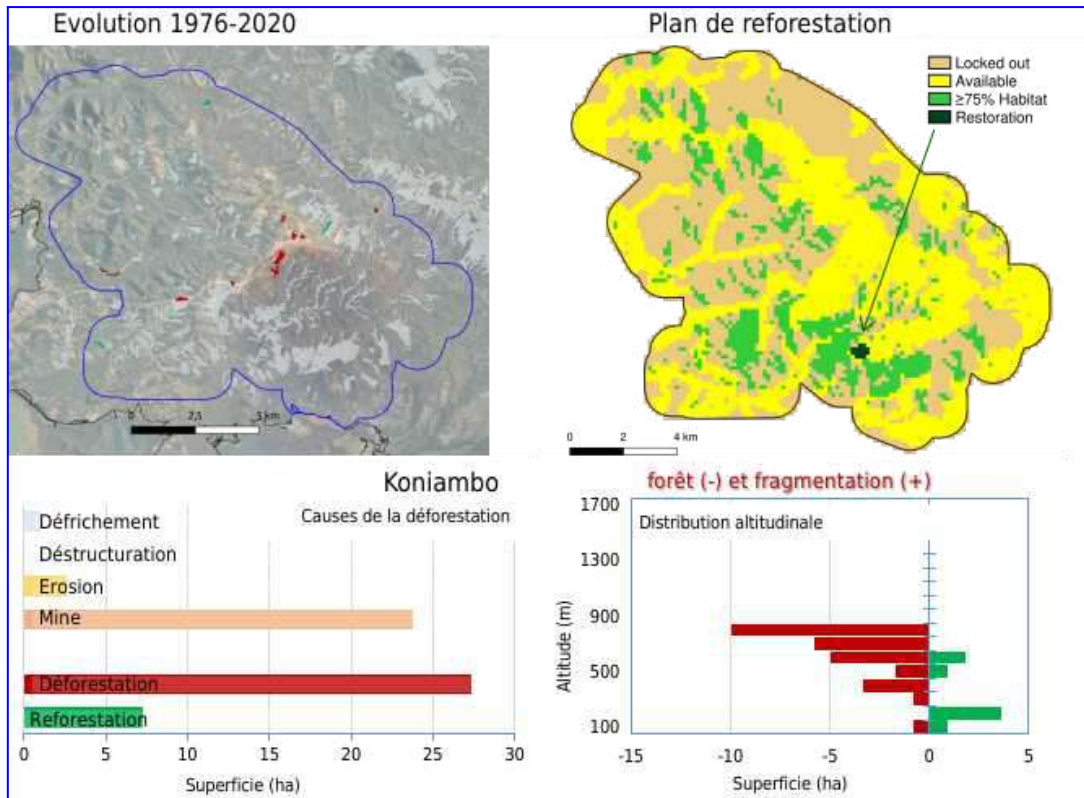 Evolution 1976-2020
Plan de reforestation
Locked out
Available
≥75% Habitat
Restoration
0 2,5 5 km
0 2 4 km
Koniambo
Causes de la déforestation
Défrichement
Déstructuration
Erosion
Mine
Déforestation
Reforestation
0 5 10 15 20 25 30
Superficie (ha)
forêt (-) et fragmentation (+)
Distribution altitudinale
Altitude (m)
1700
1300
900
500
100
-15 -10 -5 0 5
Superficie (ha)